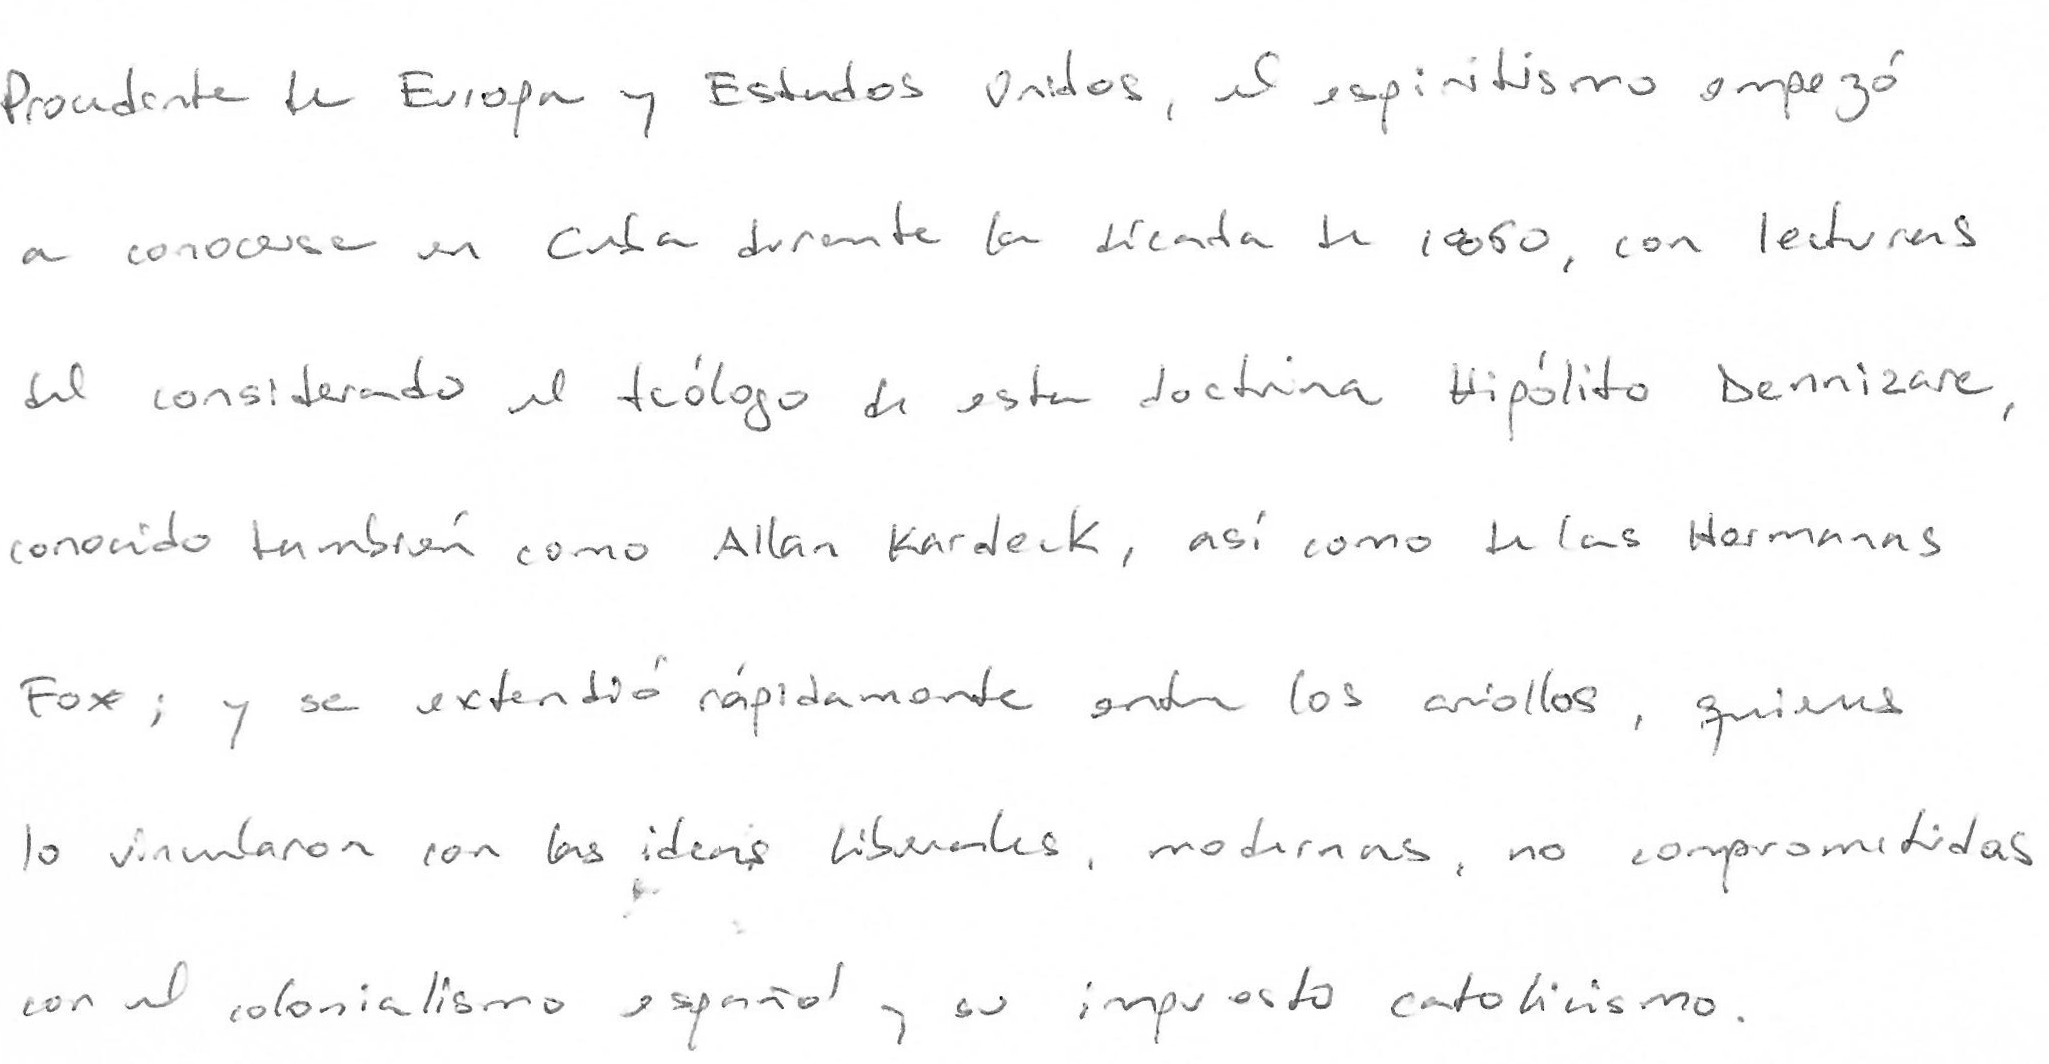 Procedente de Europa y Estados Unidos, el espiritismo empezó
a conocerse en Cuba durante la década de 1850, con lecturas
del considerado el teólogo de esta doctrina Hipólito Dennizare,
conocido también como Allan Kardeck, así como de las Hermanas
Fox; y se extendió rápidamente entre los criollos, quienes
lo vincularon con las ideas liberales, modernas, no comprometidas
con el colonialismo español y su impuesto catolicismo.